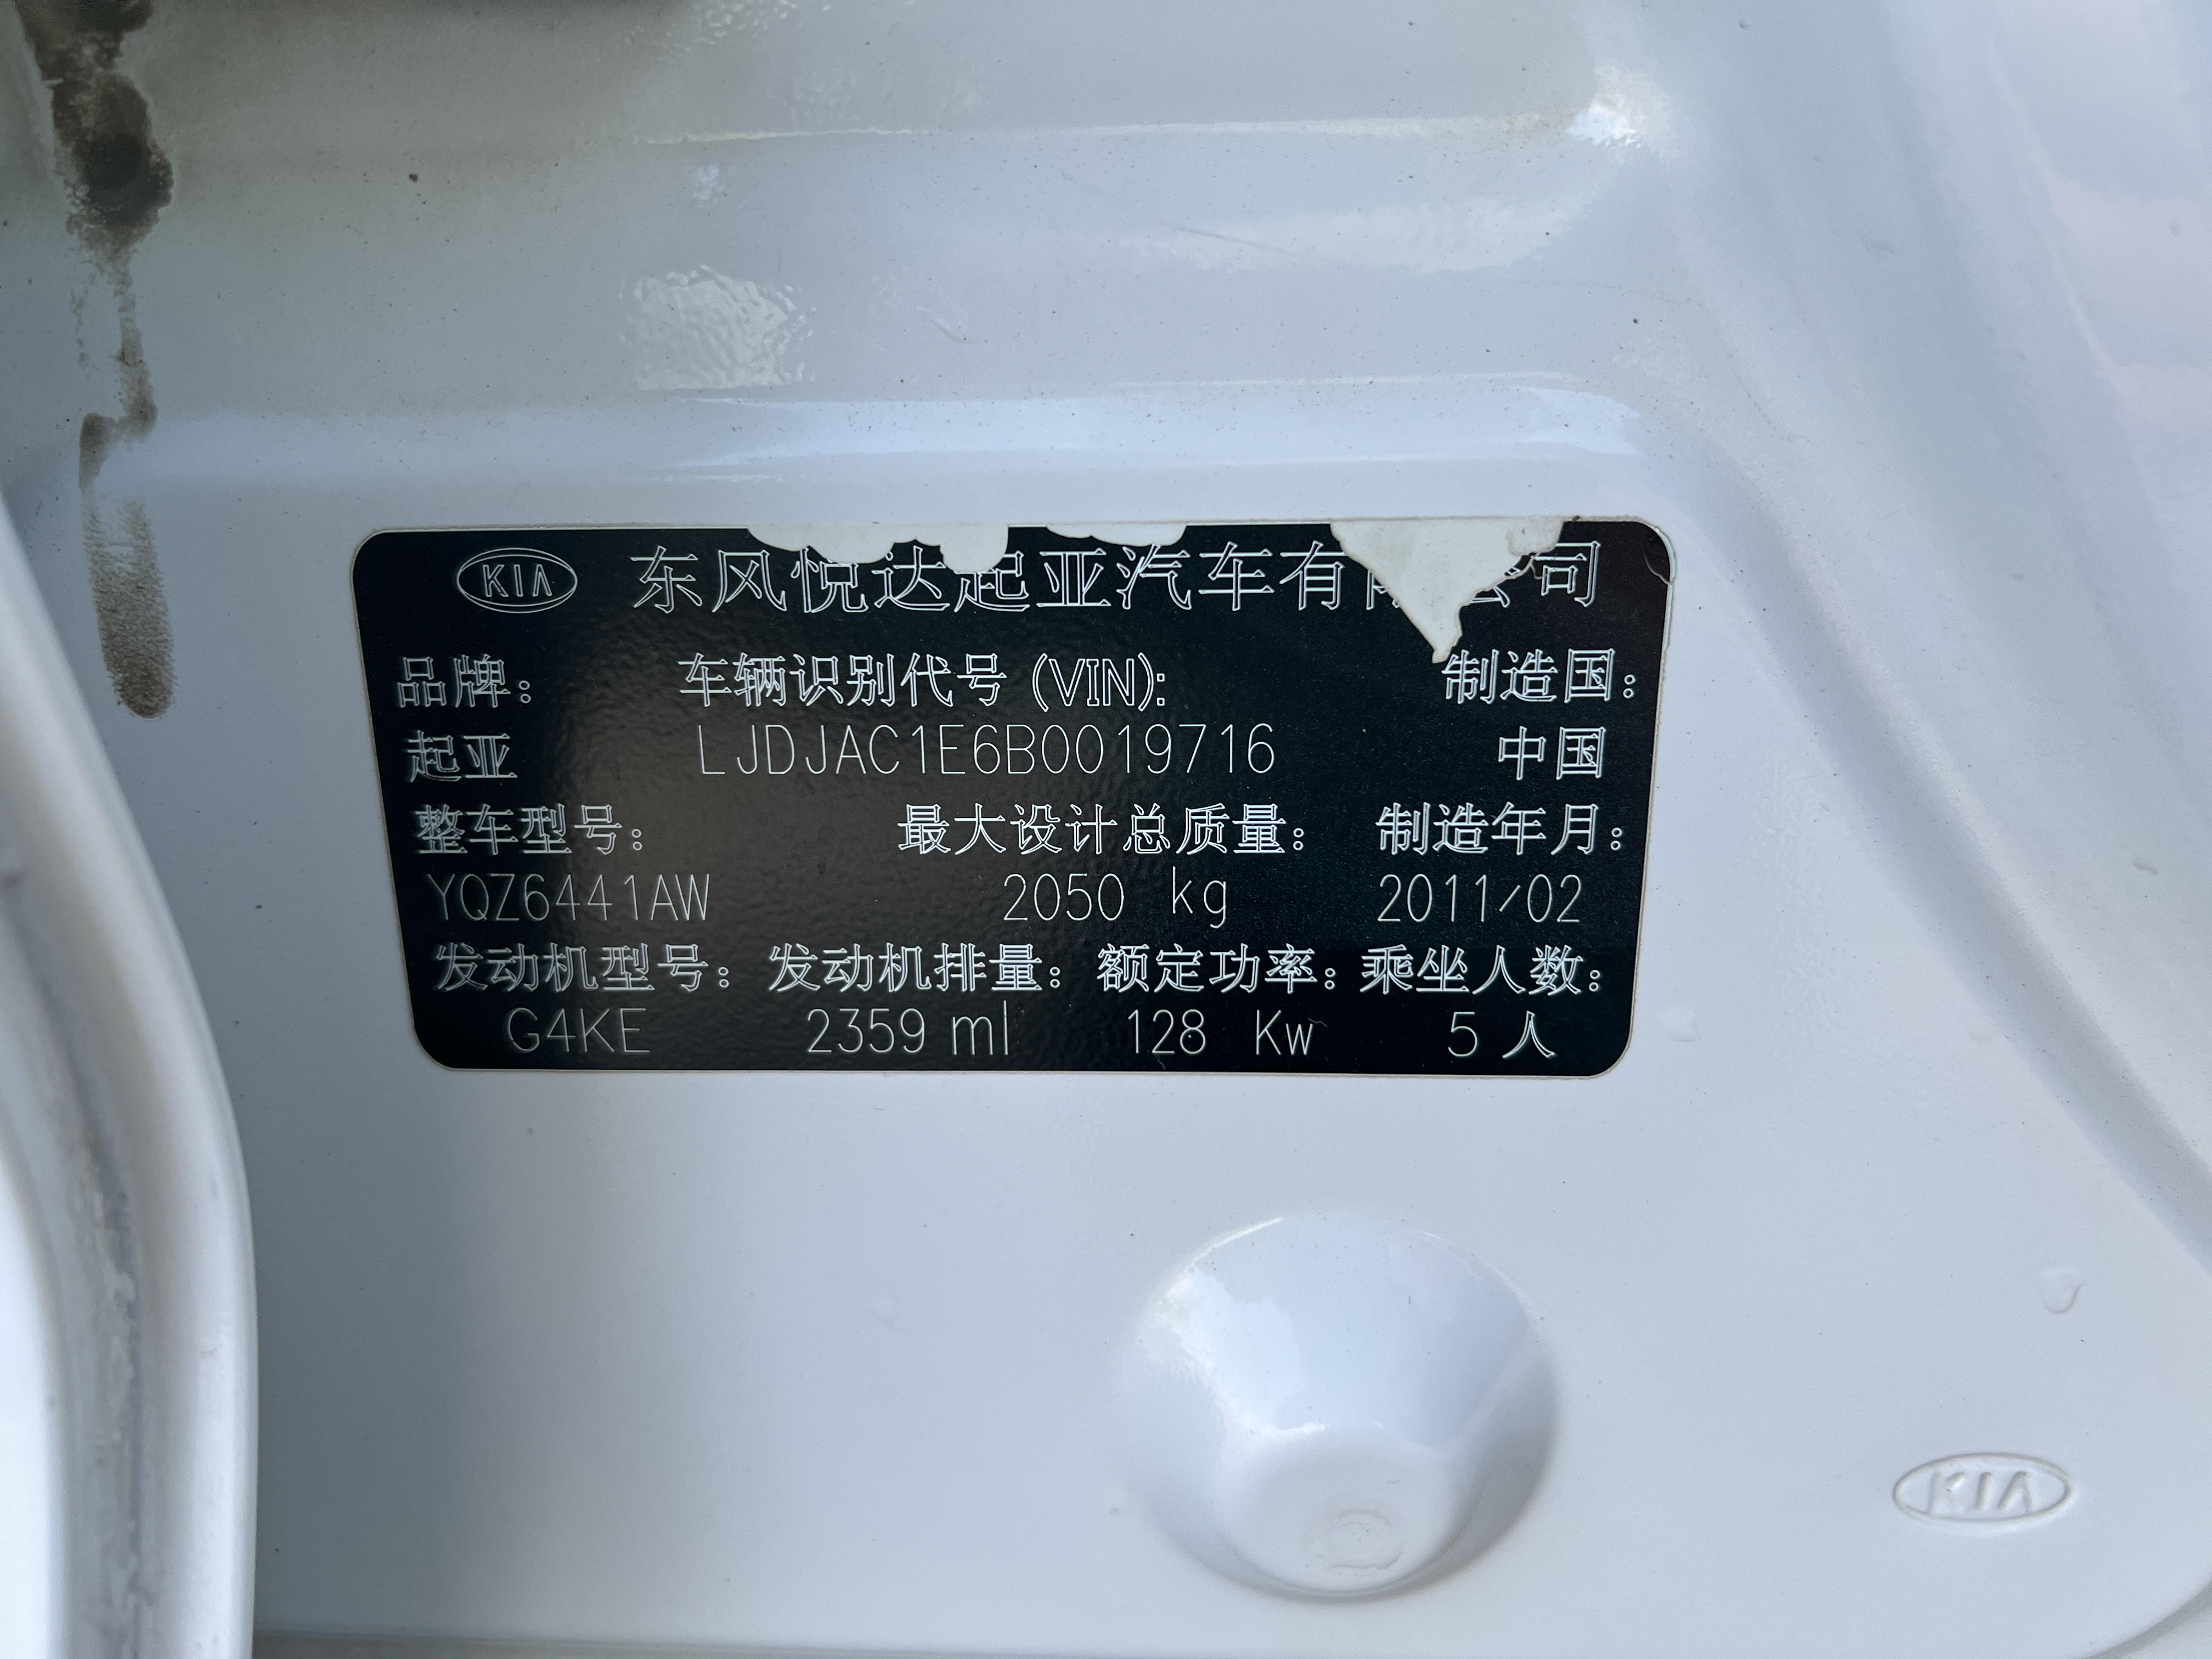 KIA 东风悦达起亚汽车有限公司
品牌： 车辆识别代号 (VIN): 制造国：
起亚 LJDJAC1E6B0019716 中国
整车型号： 最大设计总质量： 制造年月：
YQZ6441AW 2050 kg 2011/02
发动机型号： 发动机排量： 额定功率： 乘坐人数：
G4KE 2359 ml 128 Kw 5人
KIA